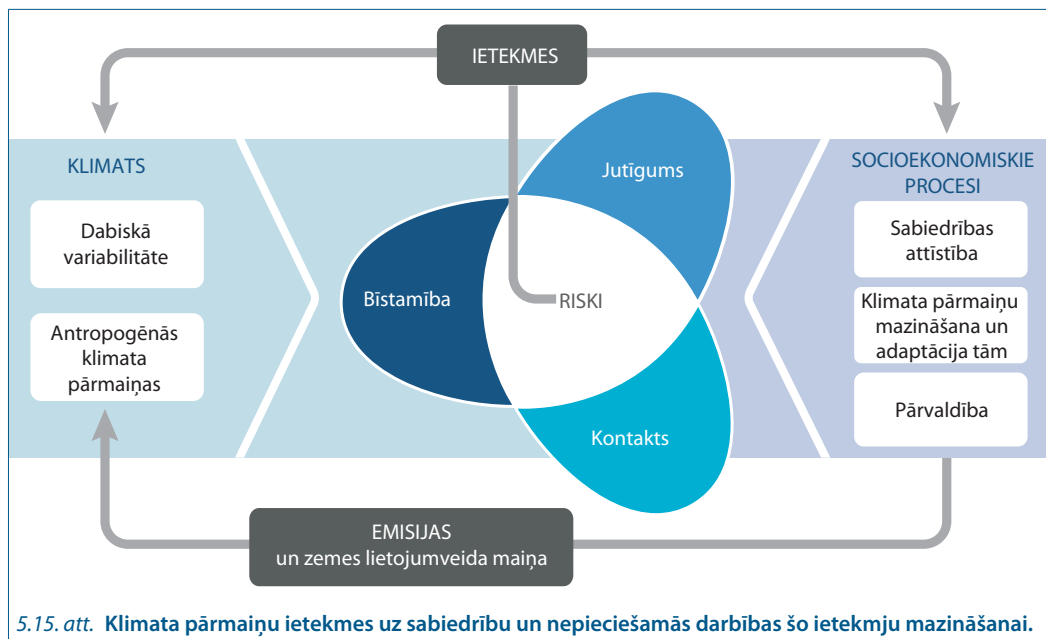 IETEKMES
KLIMATS
Dabiskā
variabilitāte
Antropogēnās
klimata
pārmaiņas
Jutīgums
Bīstamība
RISKI
Kontakts
SOCIOEKONOMISKIE
PROCESI
Sabiedrības
attīstība
Klimata pārmaiņu
mazināšana un
adaptācija tām
Pārvaldība
EMISIJAS
un zemes lietojumveida maiņa
5.15. att. Klimata pārmaiņu ietekmes uz sabiedrību un nepieciešamās darbības šo ietekmju mazināšanai.